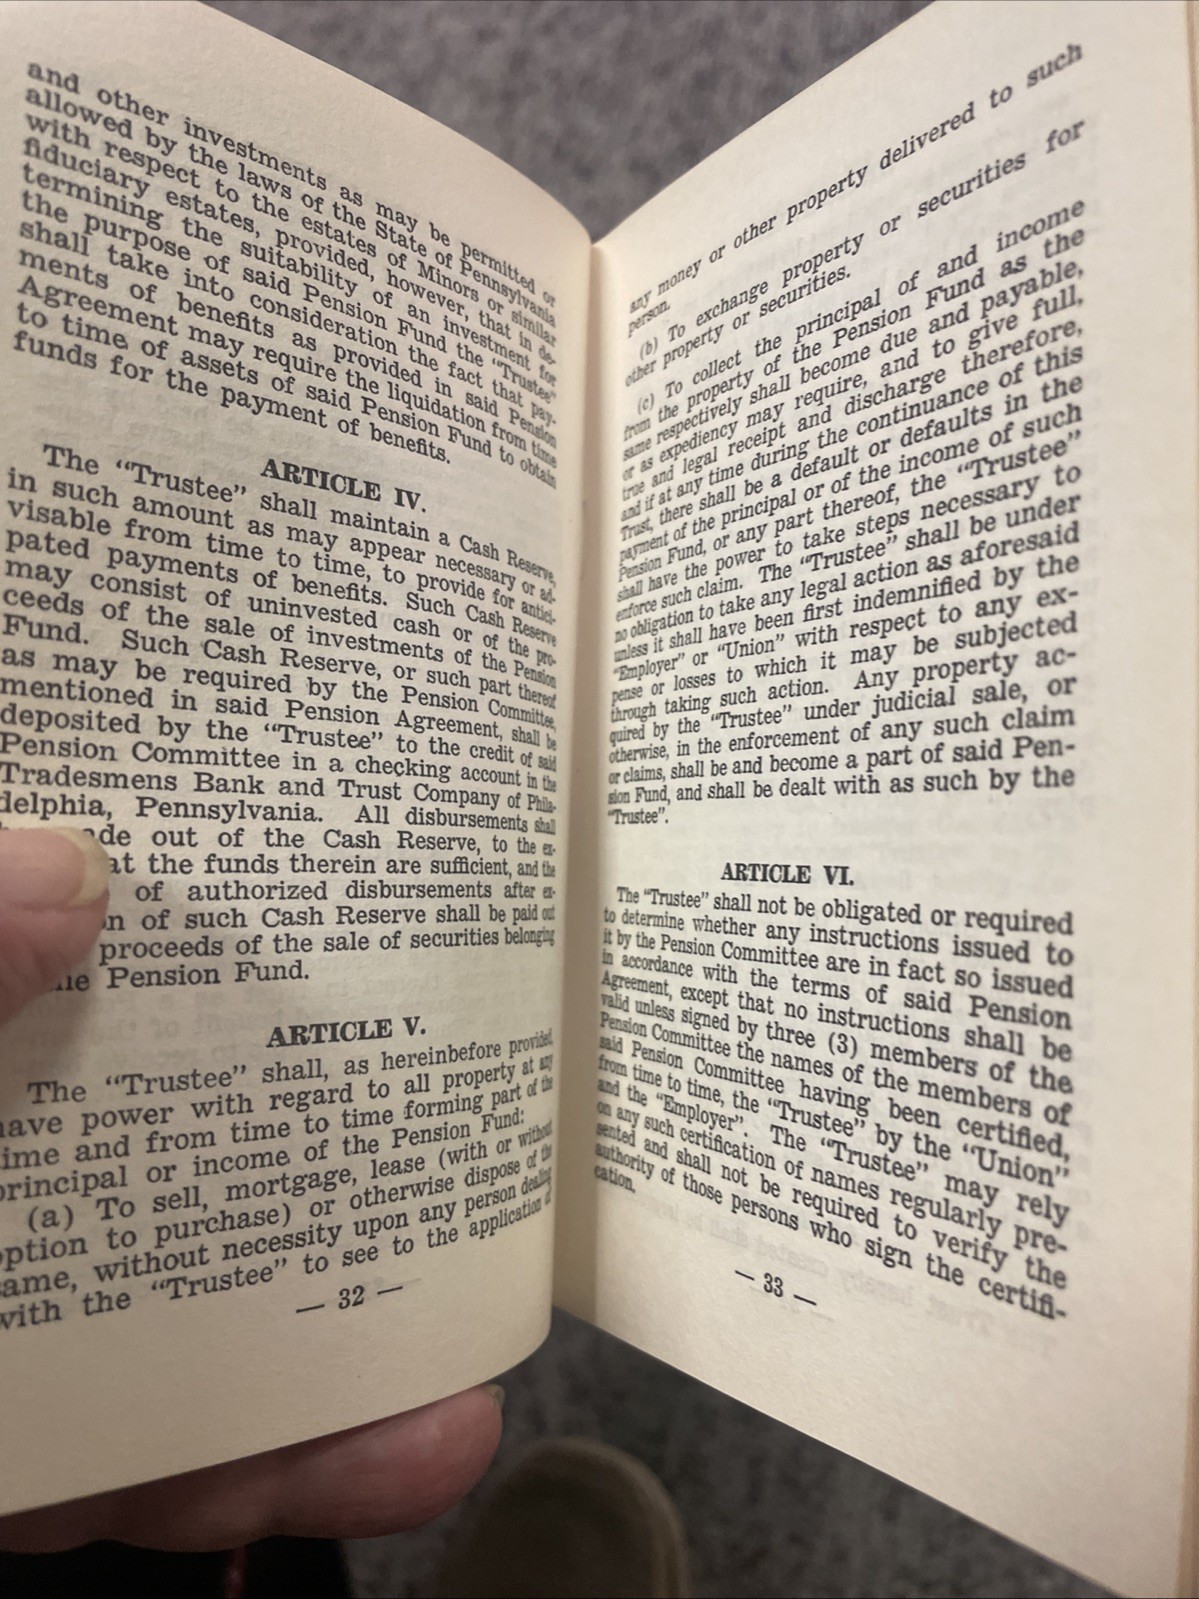 and other investments as may be permitted or
allowed by the laws of the State of Pennsylvania
with respect to the estates of Minors or similar
fiduciary estates, provided, however, that in de-
termining the suitability of an investment for
the purpose of said Pension Fund the "Trustee"
shall take into consideration the fact that pay-
ments of benefits as provided in said Pension
Agreement may require the liquidation from time
to time of assets of said Pension Fund to obtain
funds for the payment of benefits.
ARTICLE IV.
The "Trustee" shall maintain a Cash Reserve,
in such amount as may appear necessary or ad-
visable from time to time, to provide for antici-
pated payments of benefits. Such Cash Reserve
may consist of uninvested cash or of the pro-
ceeds of the sale of investments of the Pension
Fund. Such Cash Reserve, or such part thereof
as may be required by the Pension Committee,
mentioned in said Pension Agreement, shall be
deposited by the "Trustee" to the credit of said
Pension Committee in a checking account in the
Tradesmens Bank and Trust Company of Phila-
delphia, Pennsylvania. All disbursements shall
de out of the Cash Reserve, to the ex-
at the funds therein are sufficient, and the
of authorized disbursements after ex-
on of such Cash Reserve shall be paid out
proceeds of the sale of securities belonging
he Pension Fund.
ARTICLE V.
The "Trustee" shall, as hereinbefore provided,
have power with regard to all property at any
time and from time to time forming part of the
principal or income of the Pension Fund:
(a) To sell, mortgage, lease (with or without
option to purchase) or otherwise dispose of the
same, without necessity upon any person dealing
with the "Trustee" to see to the application of
— 32 —
any money or other property delivered to such
person.
(b) To exchange property or securities for
other property or securities.
(c) To collect the principal of and income
from the property of the Pension Fund as the
same respectively shall become due and payable,
or as expediency may require, and to give full,
true and legal receipt and discharge therefore,
and if at any time during the continuance of this
Trust, there shall be a default or defaults in the
payment of the principal or of the income of such
Pension Fund, or any part thereof, the "Trustee"
shall have the power to take steps necessary to
enforce such claim. The "Trustee" shall be under
no obligation to take any legal action as aforesaid
unless it shall have been first indemnified by the
"Employer" or "Union" with respect to any ex-
pense or losses to which it may be subjected
through taking such action. Any property ac-
quired by the "Trustee" under judicial sale, or
otherwise, in the enforcement of any such claim
or claims, shall be and become a part of said Pen-
sion Fund, and shall be dealt with as such by the
"Trustee".
ARTICLE VI.
The "Trustee" shall not be obligated or required
to determine whether any instructions issued to
it by the Pension Committee are in fact so issued
in accordance with the terms of said Pension
Agreement, except that no instructions shall be
valid unless signed by three (3) members of the
Pension Committee the names of the members of
said Pension Committee having been certified,
from time to time, the "Trustee" by the "Union"
and the "Employer". The "Trustee" may rely
on any such certification of names regularly pre-
sented and shall not be required to verify the
authority of those persons who sign the certifi-
cation.
— 33 —